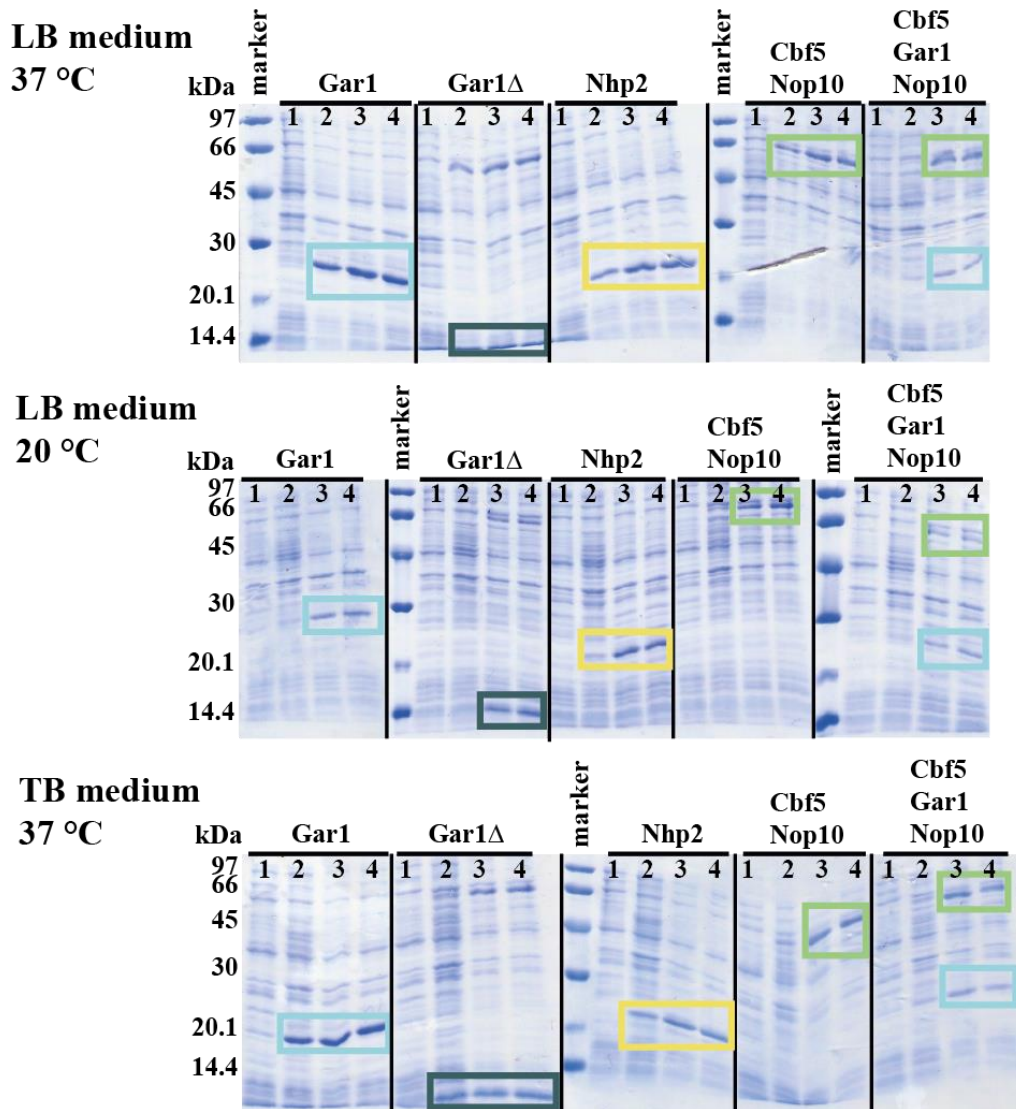 LB medium
37 °C
kDa
marker
Gar1
Gar1Δ
Nhp2
marker
Cbf5
Nop10
Cbf5
Gar1
Nop10
1 2 3 4 1 2 3 4 1 2 3 4 1 2 3 4 1 2 3 4
97
66
45
30
20.1
14.4
LB medium
20 °C
kDa
Gar1
marker
Gar1Δ
Nhp2
Cbf5
Nop10
marker
Cbf5
Gar1
Nop10
1 2 3 4 1 2 3 4 1 2 3 4 1 2 3 4 1 2 3 4
97
66
45
30
20.1
14.4
TB medium
37 °C
kDa
Gar1
Gar1Δ
marker
Nhp2
Cbf5
Nop10
Cbf5
Gar1
Nop10
1 2 3 4 1 2 3 4 1 2 3 4 1 2 3 4 1 2 3 4
97
66
45
30
20.1
14.4